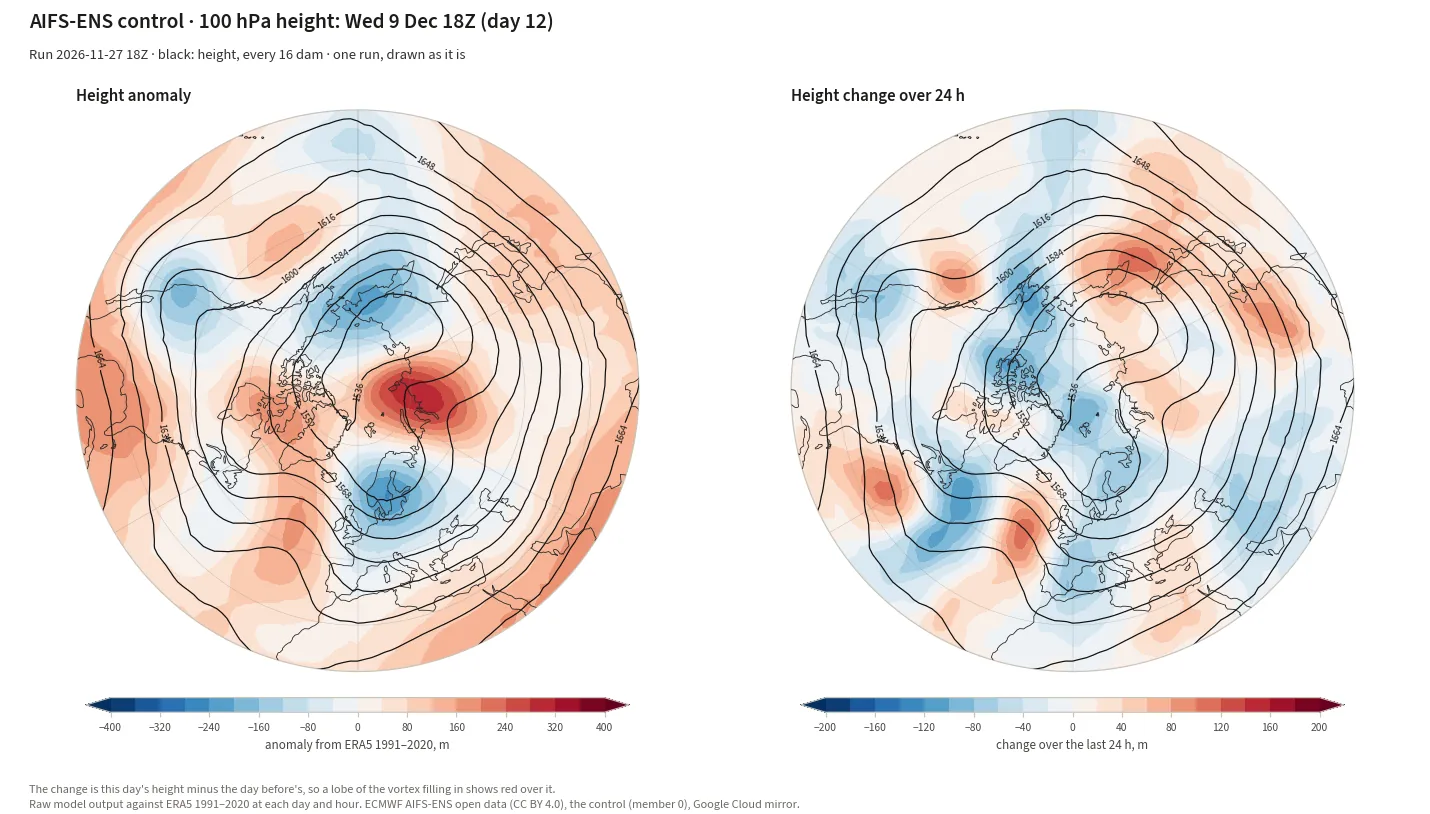 AIFS-ENS control · 100 hPa height: Wed 9 Dec 18Z (day 12)
Run 2026-11-27 18Z · black: height, every 16 dam · one run, drawn as it is
Height anomaly
Height change over 24 h
1648
1616
1584
1600
1664
1536
1552
1568
1664
1648
1616
1584
1600
1664
1536
1552
1568
1664
−400 −320 −240 −160 −80 0 80 160 240 320 400
anomaly from ERA5 1991–2020, m
−200 −160 −120 −80 −40 0 40 80 120 160 200
change over the last 24 h, m
The change is this day's height minus the day before's, so a lobe of the vortex filling in shows red over it.
Raw model output against ERA5 1991–2020 at each day and hour. ECMWF AIFS-ENS open data (CC BY 4.0), the control (member 0), Google Cloud mirror.